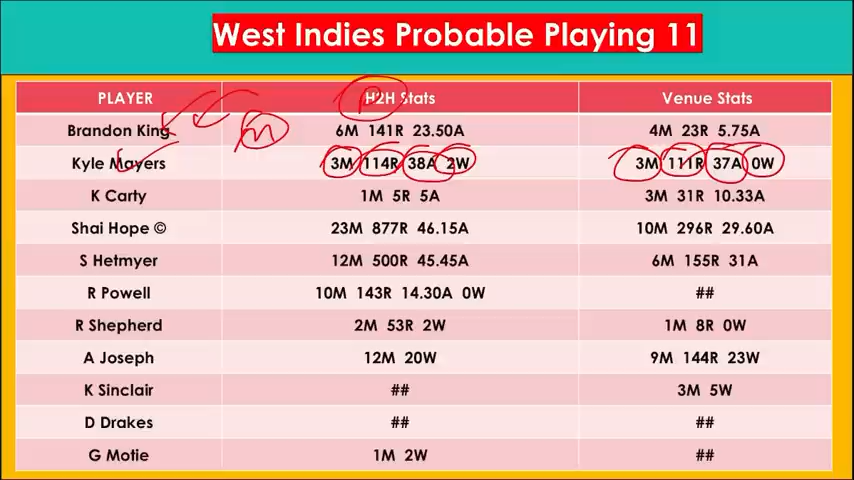 West Indies Probable Playing 11
PLAYER H2H Stats Venue Stats
Brandon King 6M 141R 23.50A 4M 23R 5.75A
Kyle Mayers 3M 114R 38A 2W 3M 111R 37A 0W
K Carty 1M 5R 5A 3M 31R 10.33A
Shai Hope © 23M 877R 46.15A 10M 296R 29.60A
S Hetmyer 12M 500R 45.45A 6M 155R 31A
R Powell 10M 143R 14.30A 0W ##
R Shepherd 2M 53R 2W 1M 8R 0W
A Joseph 12M 20W 9M 144R 23W
K Sinclair ## 3M 5W
D Drakes ## ##
G Motie 1M 2W ##